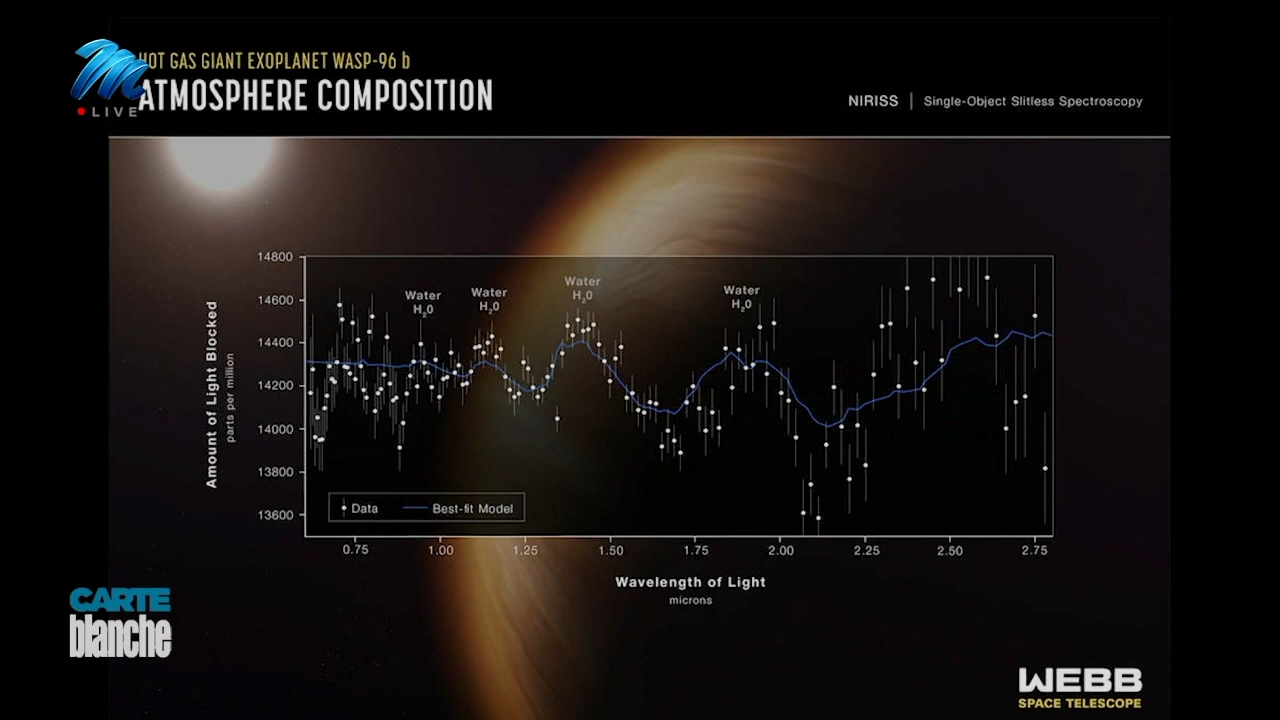 HOT GAS GIANT EXOPLANET WASP-96 b
ATMOSPHERE COMPOSITION
LIVE
NIRISS | Single-Object Slitless Spectroscopy
14800
14600
14400
14200
14000
13800
13600
Amount of Light Blocked
parts per million
Water
H2O
Water
H2O
Water
H2O
Water
H2O
Data
Best-fit Model
0.75 1.00 1.25 1.50 1.75 2.00 2.25 2.50 2.75
Wavelength of Light
microns
CARTE
blanche
WEBB
SPACE TELESCOPE